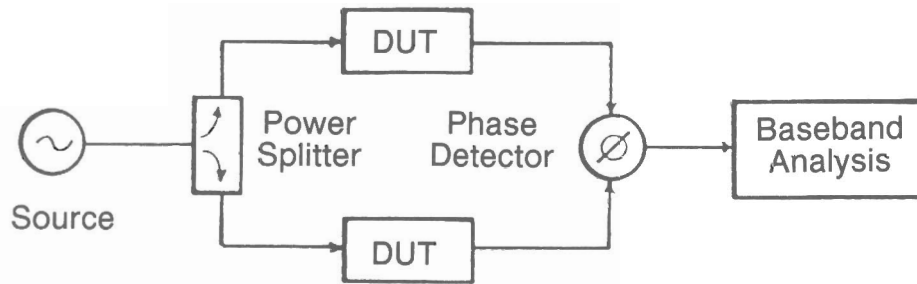 DUT
Power
Splitter
Phase
Detector
Baseband
Analysis
Source
DUT